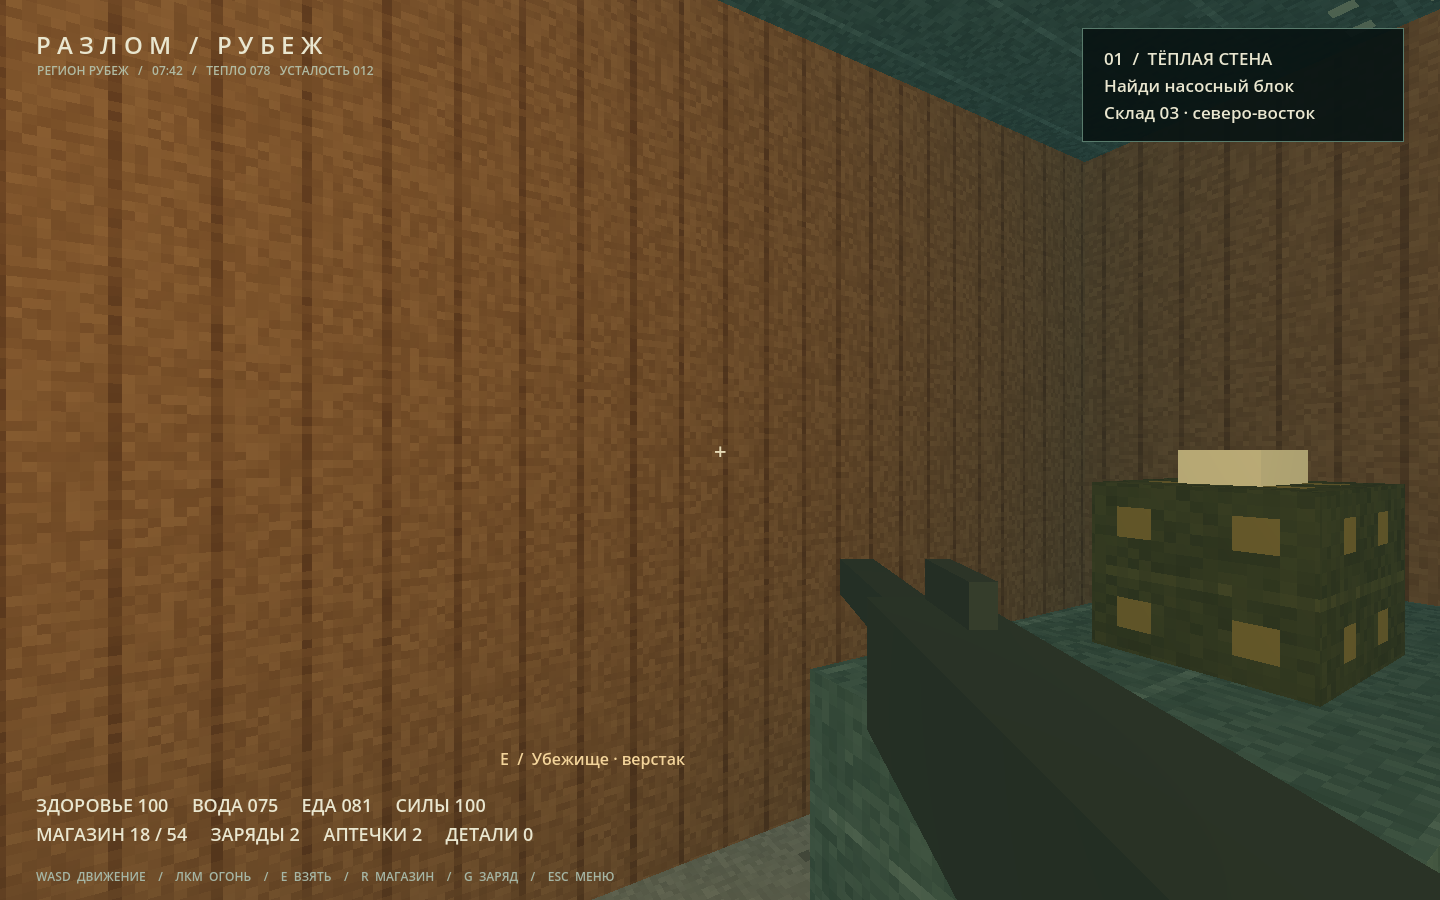 РАЗЛОМ / РУБЕЖ
РЕГИОН РУБЕЖ / 07:42 / ТЕПЛО 078 УСТАЛОСТЬ 012
01 / ТЁПЛАЯ СТЕНА
Найди насосный блок
Склад 03 · северо-восток
E / Убежище · верстак
ЗДОРОВЬЕ 100 ВОДА 075 ЕДА 081 СИЛЫ 100
МАГАЗИН 18 / 54 ЗАРЯДЫ 2 АПТЕЧКИ 2 ДЕТАЛИ 0
WASD ДВИЖЕНИЕ / ЛКМ ОГОНЬ / E ВЗЯТЬ / R МАГАЗИН / G ЗАРЯД / ESC МЕНЮ